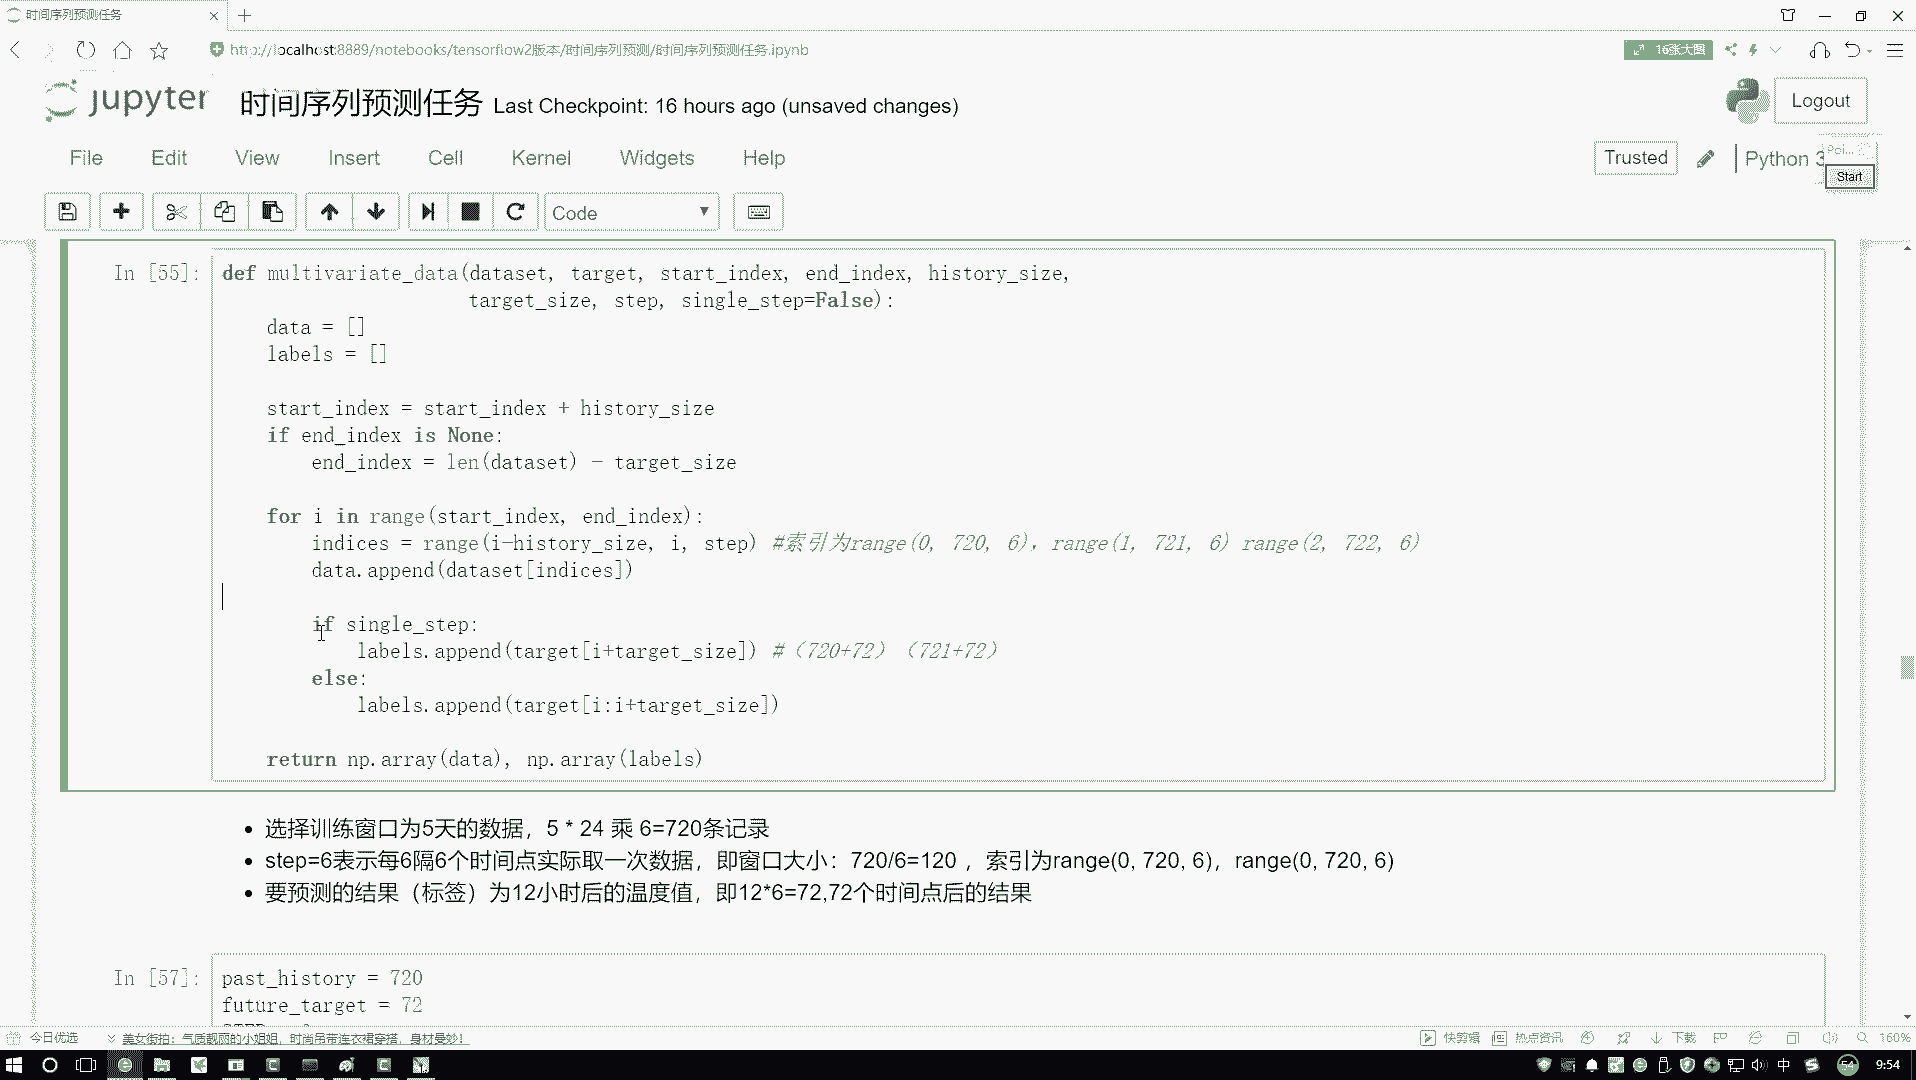 时间序列预测任务
http://localhost:8889/notebooks/tensorflow2版本/时间序列预测/时间序列预测任务.ipynb
16张大图
jupyter 时间序列预测任务 Last Checkpoint: 16 hours ago (unsaved changes)
Logout
File Edit View Insert Cell Kernel Widgets Help
Trusted Python 3
Start
Code
In [55]: def multivariate_data(dataset, target, start_index, end_index, history_size,
target_size, step, single_step=False):
data = []
labels = []
start_index = start_index + history_size
if end_index is None:
end_index = len(dataset) - target_size
for i in range(start_index, end_index):
indices = range(i-history_size, i, step) #索引为range(0, 720, 6)，range(1, 721, 6) range(2, 722, 6)
data.append(dataset[indices])
if single_step:
labels.append(target[i+target_size]) #（720+72）（721+72）
else:
labels.append(target[i:i+target_size])
return np.array(data), np.array(labels)
选择训练窗口为5天的数据，5 * 24 乘 6=720条记录
step=6表示每6隔6个时间点实际取一次数据，即窗口大小：720/6=120 ，索引为range(0, 720, 6)，range(0, 720, 6)
要预测的结果（标签）为12小时后的温度值，即12*6=72,72个时间点后的结果
In [57]: past_history = 720
future_target = 72
今日优选
美女街拍：气质靓丽的小姐姐，时尚吊带连衣裙穿搭，身材曼妙！
快剪辑 热点资讯 下载 160%
中 54 9:54